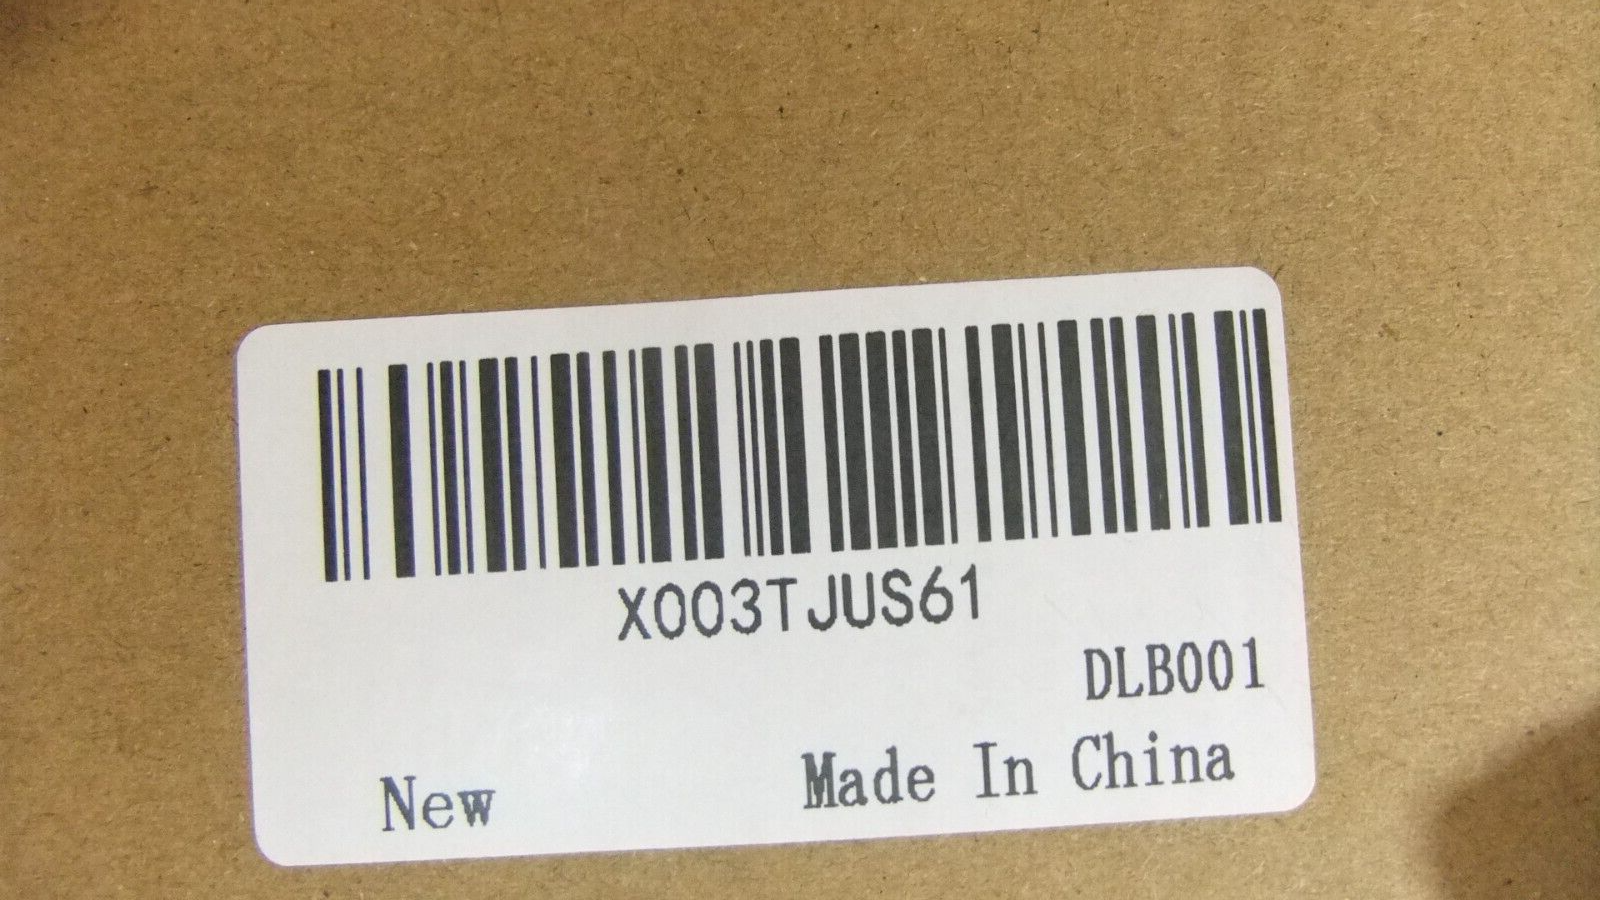 X003TJUS61
DLB001
New Made In China